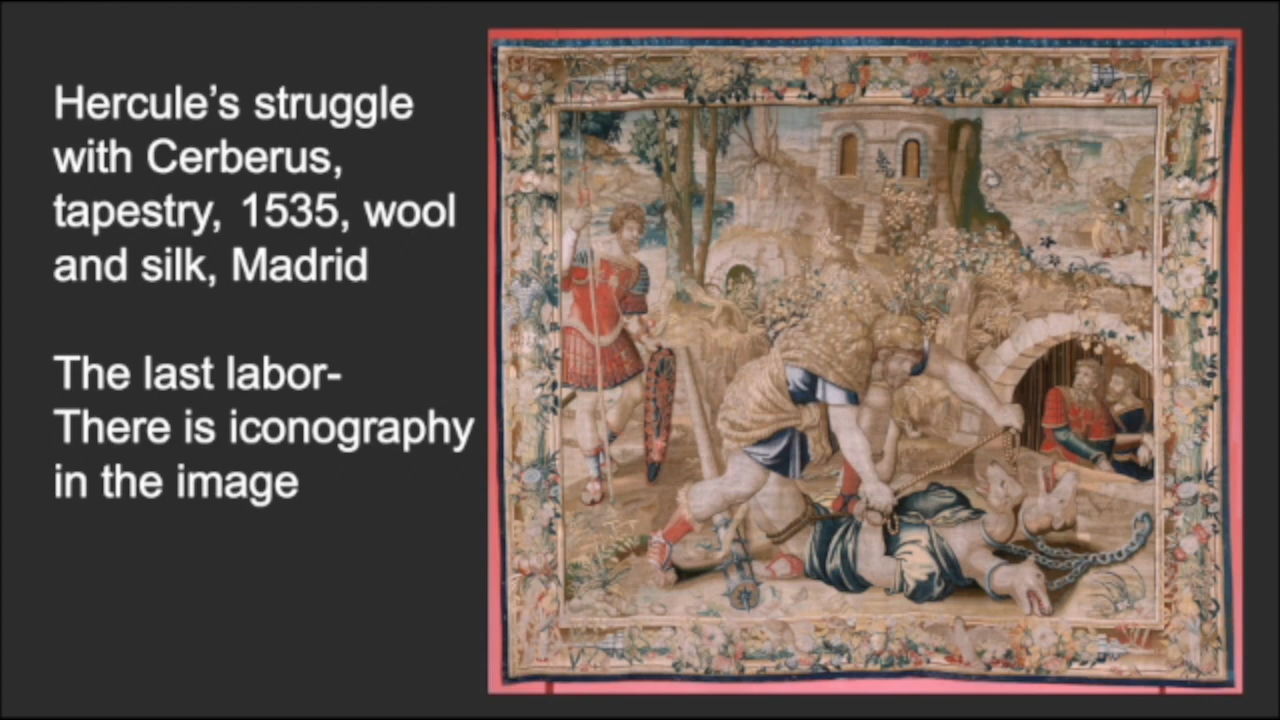 Hercule's struggle
with Cerberus,
tapestry, 1535, wool
and silk, Madrid
The last labor-
There is iconography
in the image